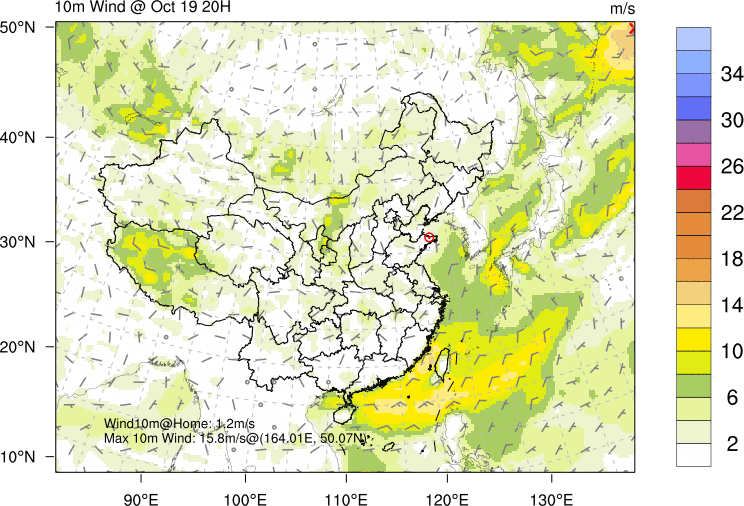 10m Wind @ Oct 19 20H
m/s
50°N
40°N
30°N
20°N
10°N
90°E
100°E
110°E
120°E
130°E
Wind10m@Home: 1.2m/s
Max 10m Wind: 15.8m/s@(164.01E, 50.07N)
34
30
26
22
18
14
10
6
2